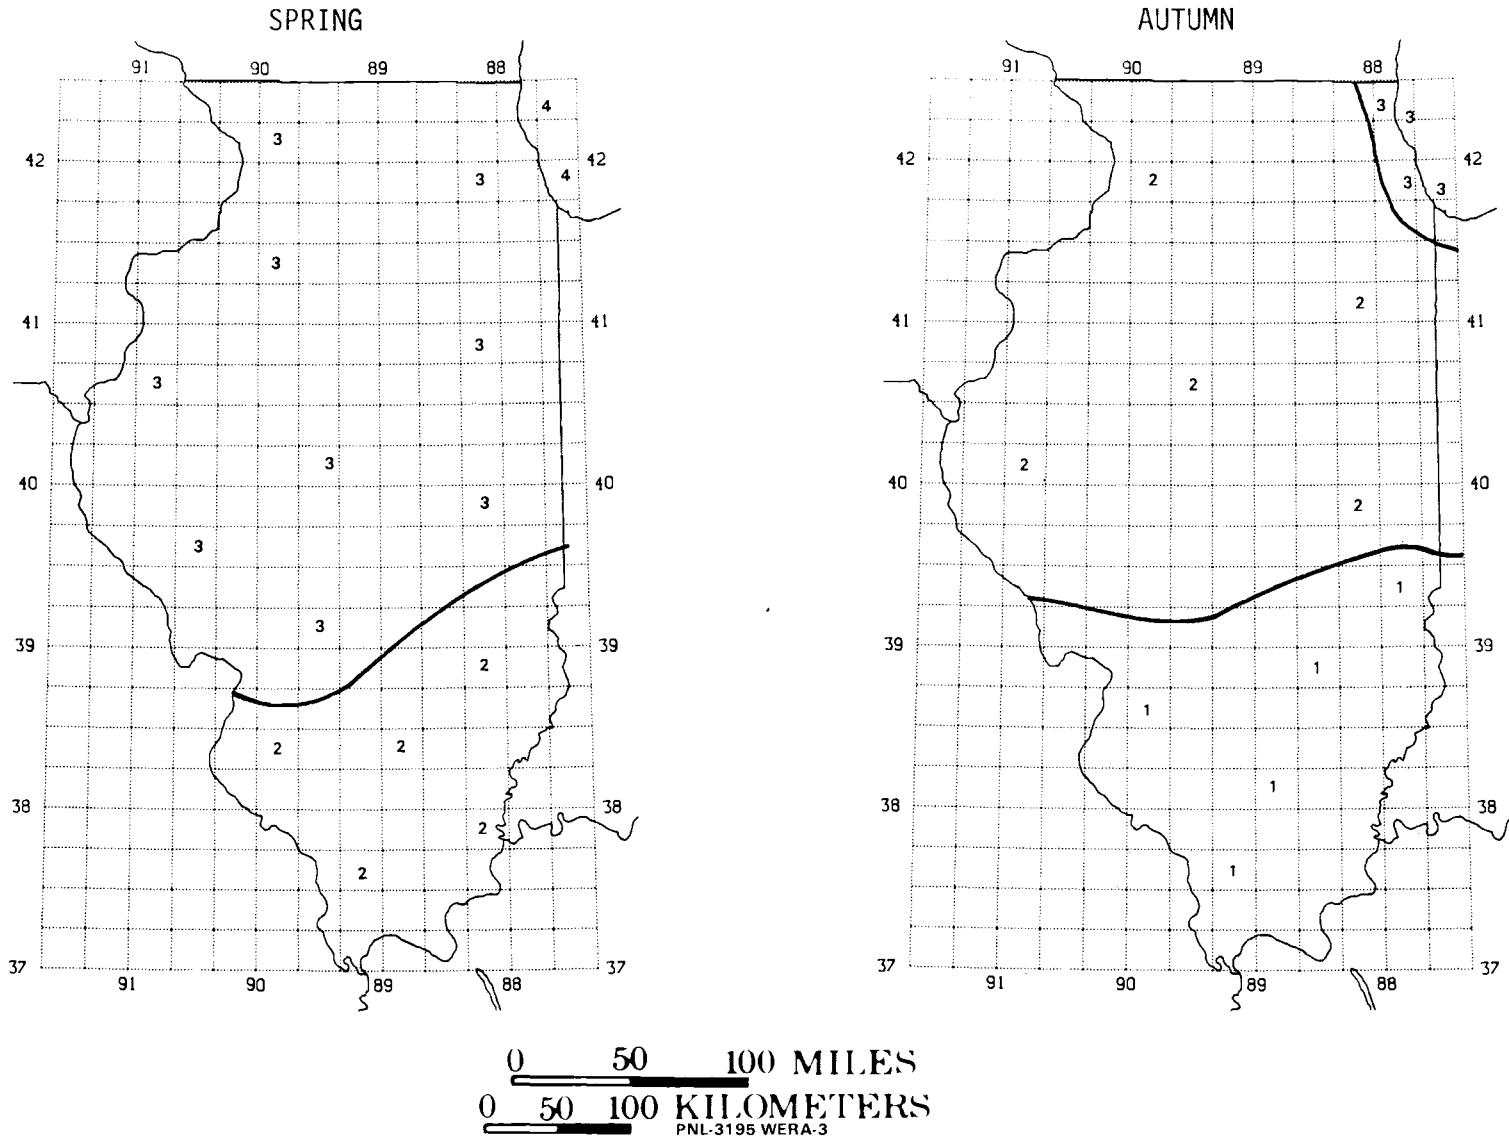 SPRING AUTUMN
91 90 89 88 91 90 89 88
4 3 3
3
42 42 42 42
3 4 2 3 3
3
2
41 41 41 41
3
3 2
3 2
40 40 40 40
3 2
3
1
3
39 39 39 39
2 1
1
2 2
1
38 38 38 38
2
2 1
37 37 37 37
91 90 89 88 91 90 89 88
0 50 100 MILES
0 50 100 KILOMETERS
PNL-3195 WERA-3